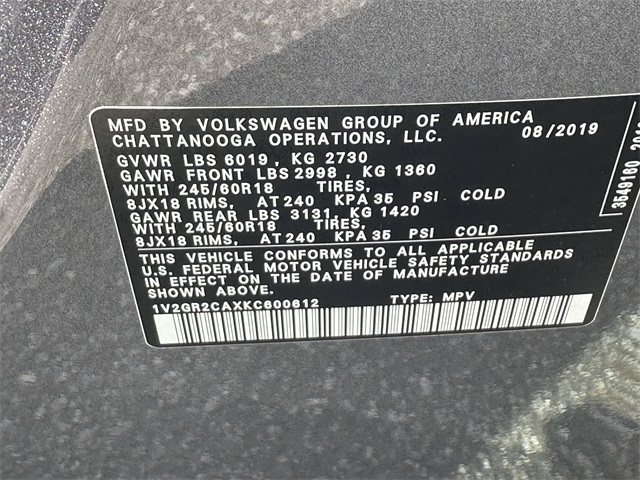 MFD BY VOLKSWAGEN GROUP OF AMERICA
CHATTANOOGA OPERATIONS, LLC. 08/2019
GVWR LBS 6019 , KG 2730
GAWR FRONT LBS 2998 , KG 1360
WITH 245/60R18 TIRES,
8JX18 RIMS, AT 240 KPA 35 PSI COLD
GAWR REAR LBS 3131, KG 1420
WITH 245/60R18 TIRES,
8JX18 RIMS, AT 240 KPA 35 PSI COLD
THIS VEHICLE CONFORMS TO ALL APPLICABLE
U.S. FEDERAL MOTOR VEHICLE SAFETY STANDARDS
IN EFFECT ON THE DATE OF MANUFACTURE
SHOWN ABOVE.
1V2GR2CAXKC600612 TYPE: MPV
3549160